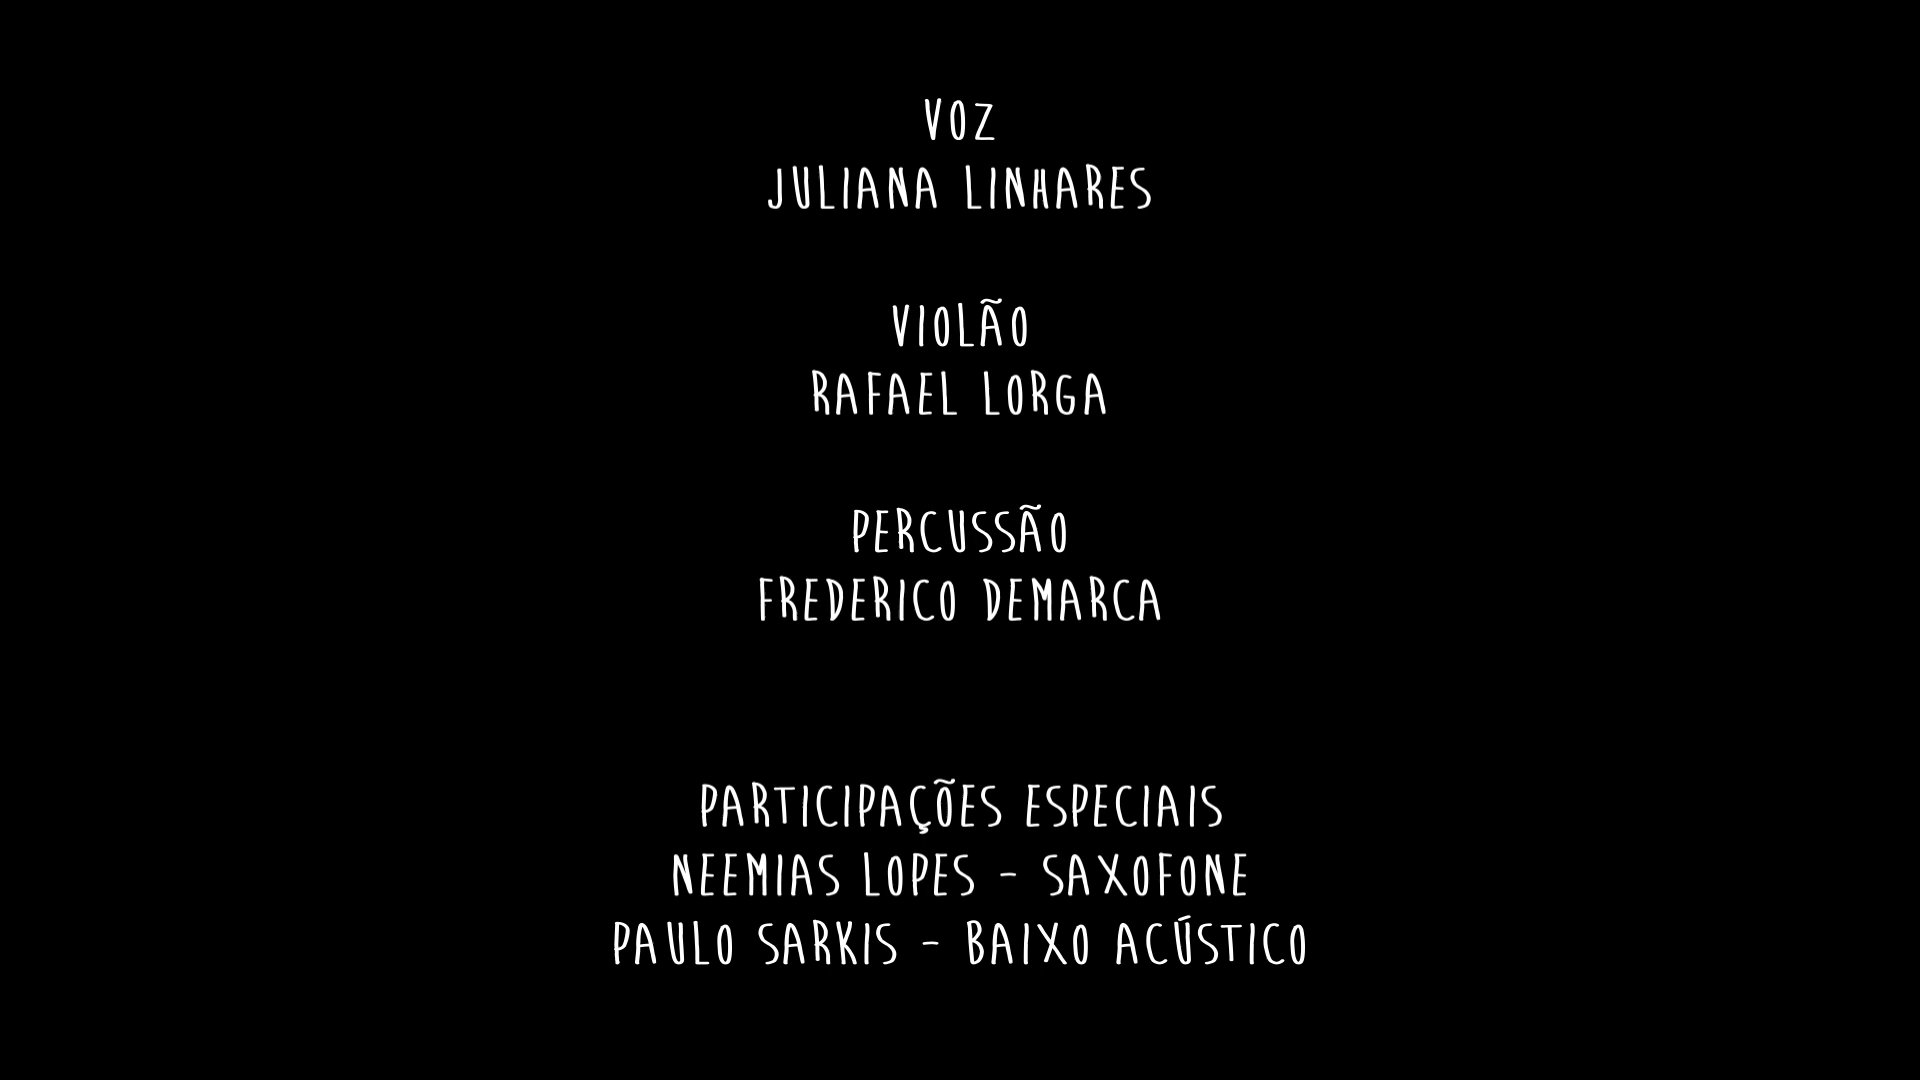 VOZ
JULIANA LINHARES
VIOLÃO
RAFAEL LORGA
PERCUSSÃO
FREDERICO DEMARCA
PARTICIPAÇÕES ESPECIAIS
NEEMIAS LOPES - SAXOFONE
PAULO SARKIS - BAIXO ACÚSTICO